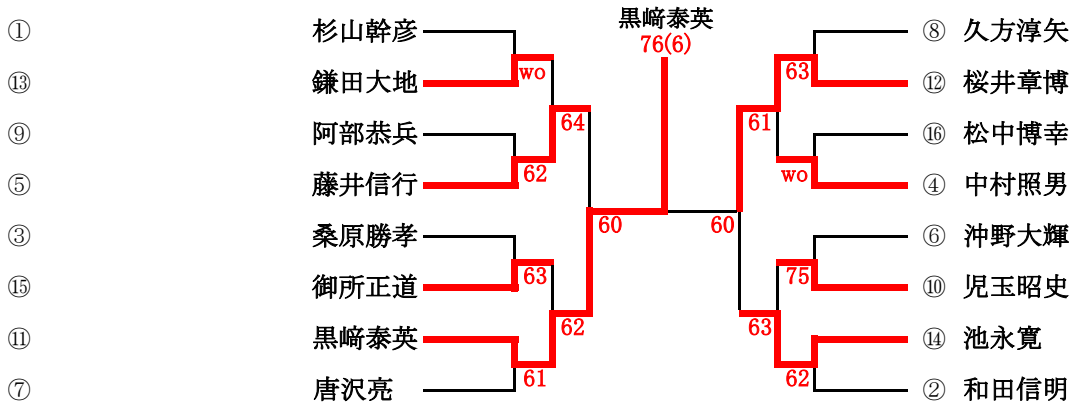 黒﨑泰英
76(6)
① 杉山幹彦
⑧ 久方淳矢
wo
63
⑬ 鎌田大地
⑫ 桜井章博
64
61
⑨ 阿部恭兵
⑯ 松中博幸
62
wo
⑤ 藤井信行
④ 中村照男
60
60
③ 桑原勝孝
⑥ 沖野大輝
63
75
⑮ 御所正道
⑩ 児玉昭史
62
63
⑪ 黒﨑泰英
⑭ 池永寛
61
62
⑦ 唐沢亮
② 和田信明